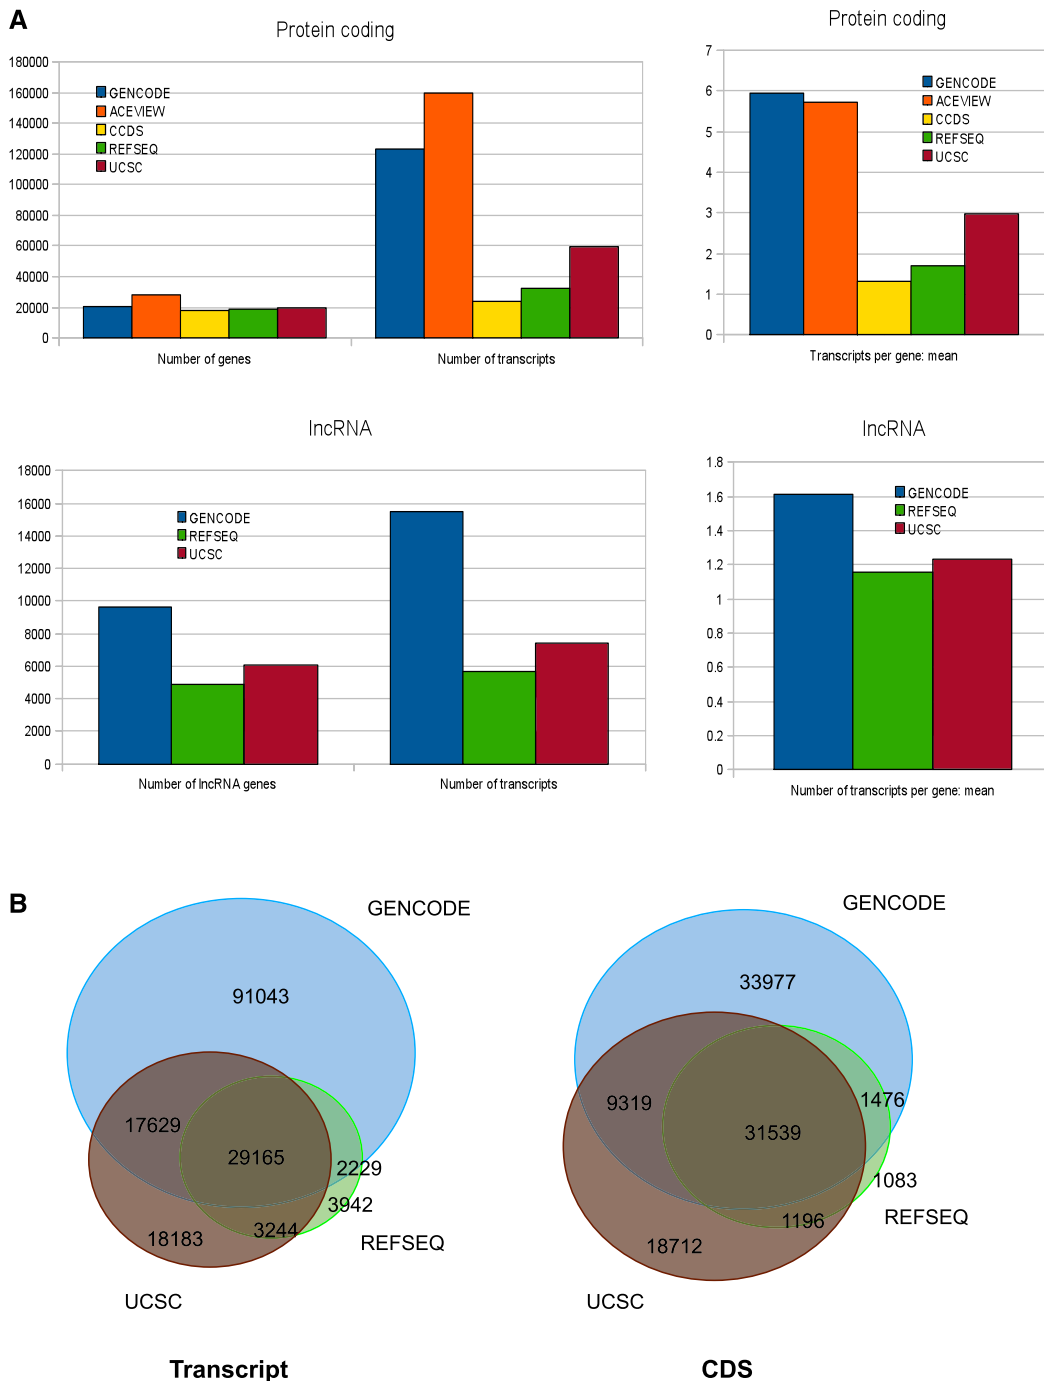 A
Protein coding
180000
160000
140000
120000
100000
80000
60000
40000
20000
0
GENCODE
ACEVIEW
CCDS
REFSEQ
UCSC
Number of genes
Number of transcripts
Protein coding
7
6
5
4
3
2
1
0
GENCODE
ACEVIEW
CCDS
REFSEQ
UCSC
Transcripts per gene: mean
lncRNA
18000
16000
14000
12000
10000
8000
6000
4000
2000
0
GENCODE
REFSEQ
UCSC
Number of lncRNA genes
Number of transcripts
lncRNA
1.8
1.6
1.4
1.2
1
0.8
0.6
0.4
0.2
0
GENCODE
REFSEQ
UCSC
Number of transcripts per gene: mean
B
GENCODE
91043
17629
29165
2229
3942
3244
18183
REFSEQ
UCSC
Transcript
GENCODE
33977
9319
31539
1476
1083
1196
18712
REFSEQ
UCSC
CDS